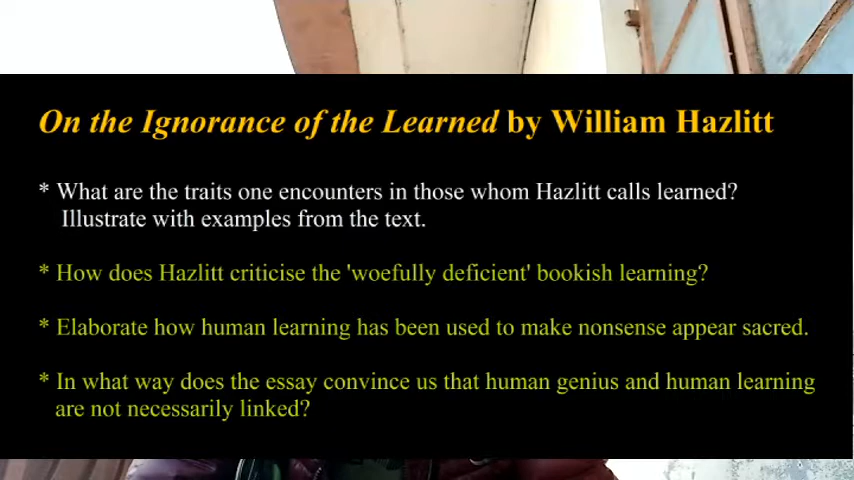 On the Ignorance of the Learned by William Hazlitt
* What are the traits one encounters in those whom Hazlitt calls learned?
Illustrate with examples from the text.
* How does Hazlitt criticise the 'woefully deficient' bookish learning?
* Elaborate how human learning has been used to make nonsense appear sacred.
* In what way does the essay convince us that human genius and human learning
are not necessarily linked?